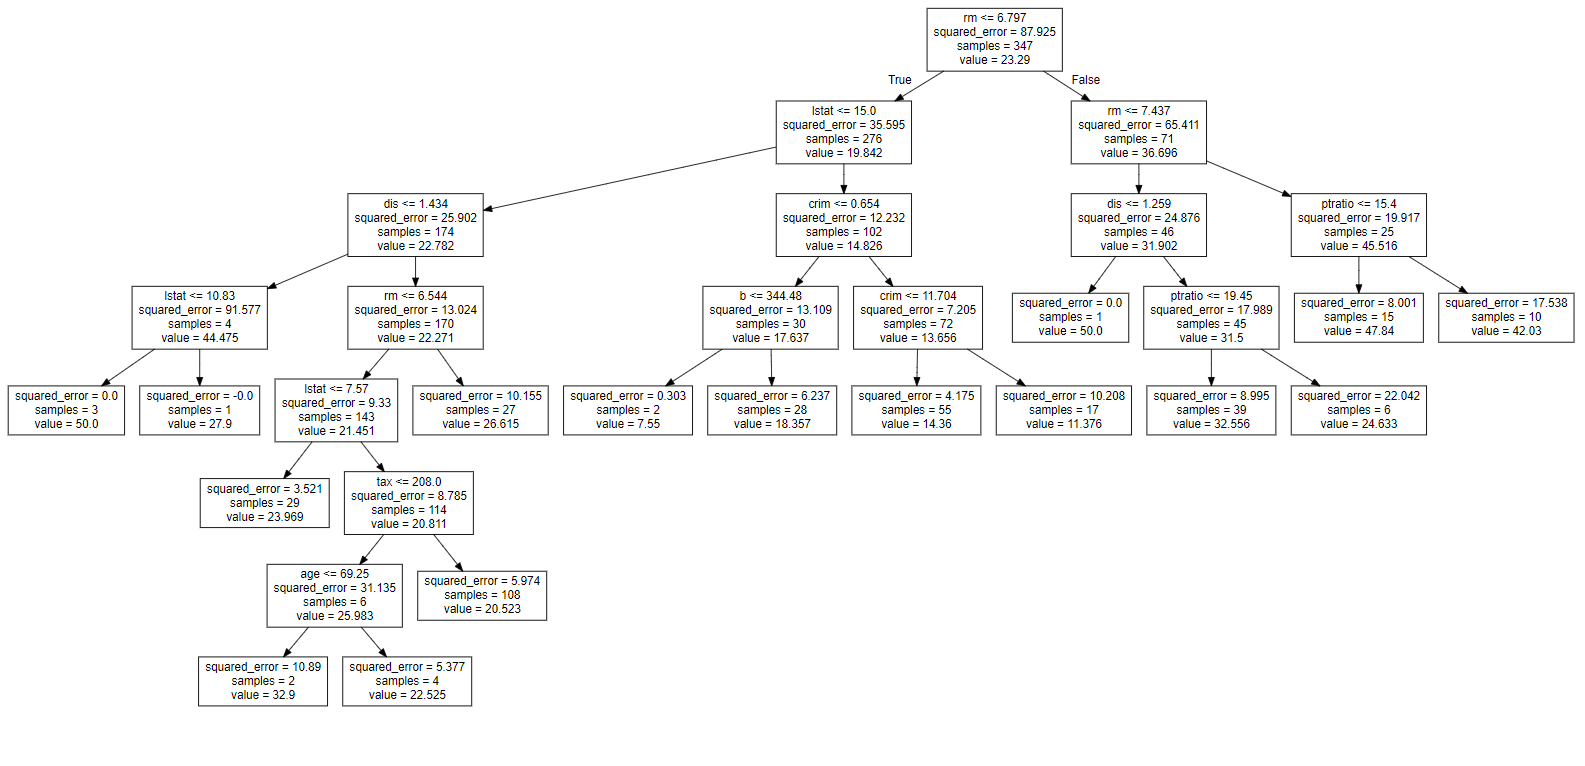 rm <= 6.797
squared_error = 87.925
samples = 347
value = 23.29
True
False
lstat <= 15.0
squared_error = 35.595
samples = 276
value = 19.842
rm <= 7.437
squared_error = 65.411
samples = 71
value = 36.696
dis <= 1.434
squared_error = 25.902
samples = 174
value = 22.782
crim <= 0.654
squared_error = 12.232
samples = 102
value = 14.826
dis <= 1.259
squared_error = 24.876
samples = 46
value = 31.902
ptratio <= 15.4
squared_error = 19.917
samples = 25
value = 45.516
lstat <= 10.83
squared_error = 91.577
samples = 4
value = 44.475
rm <= 6.544
squared_error = 13.024
samples = 170
value = 22.271
b <= 344.48
squared_error = 13.109
samples = 30
value = 17.637
crim <= 11.704
squared_error = 7.205
samples = 72
value = 13.656
squared_error = 0.0
samples = 1
value = 50.0
ptratio <= 19.45
squared_error = 17.989
samples = 45
value = 31.5
squared_error = 8.001
samples = 15
value = 47.84
squared_error = 17.538
samples = 10
value = 42.03
squared_error = 0.0
samples = 3
value = 50.0
squared_error = -0.0
samples = 1
value = 27.9
lstat <= 7.57
squared_error = 9.33
samples = 143
value = 21.451
squared_error = 10.155
samples = 27
value = 26.615
squared_error = 0.303
samples = 2
value = 7.55
squared_error = 6.237
samples = 28
value = 18.357
squared_error = 4.175
samples = 55
value = 14.36
squared_error = 10.208
samples = 17
value = 11.376
squared_error = 8.995
samples = 39
value = 32.556
squared_error = 22.042
samples = 6
value = 24.633
squared_error = 3.521
samples = 29
value = 23.969
tax <= 208.0
squared_error = 8.785
samples = 114
value = 20.811
age <= 69.25
squared_error = 31.135
samples = 6
value = 25.983
squared_error = 5.974
samples = 108
value = 20.523
squared_error = 10.89
samples = 2
value = 32.9
squared_error = 5.377
samples = 4
value = 22.525